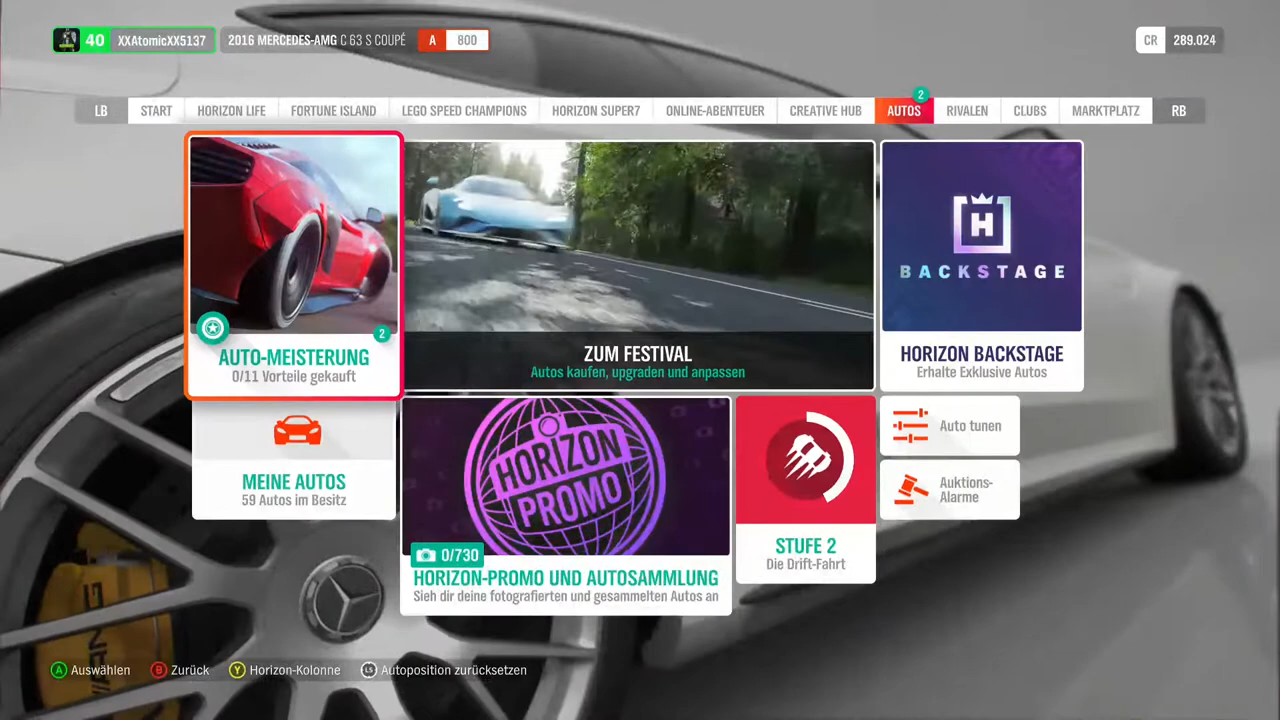 40 XXAtomicXX5137 2016 MERCEDES-AMG C 63 S COUPÉ A 800 CR 289.024
LB START HORIZON LIFE FORTUNE ISLAND LEGO SPEED CHAMPIONS HORIZON SUPER7 ONLINE-ABENTEUER CREATIVE HUB AUTOS 2 RIVALEN CLUBS MARKTPLATZ RB
2
AUTO-MEISTERUNG
0/11 Vorteile gekauft
ZUM FESTIVAL
Autos kaufen, upgraden und anpassen
H
BACKSTAGE
HORIZON BACKSTAGE
Erhalte Exklusive Autos
MEINE AUTOS
59 Autos im Besitz
HORIZON
PROMO
0/730
HORIZON-PROMO UND AUTOSAMMLUNG
Sieh dir deine fotografierten und gesammelten Autos an
STUFE 2
Die Drift-Fahrt
Auto tunen
Auktions-
Alarme
AMG
A Auswählen B Zurück Y Horizon-Kolonne LS Autoposition zurücksetzen